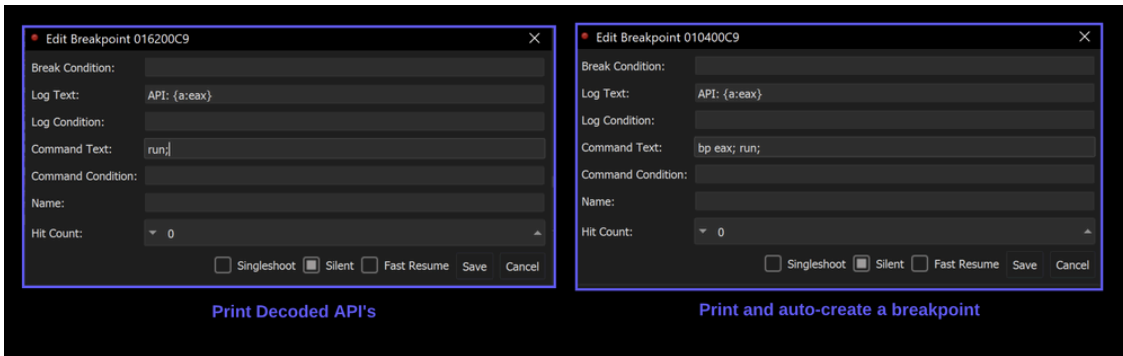 Edit Breakpoint 016200C9
Break Condition:
Log Text: API: {a:eax}
Log Condition:
Command Text: run;
Command Condition:
Name:
Hit Count: 0
Singleshoot Silent Fast Resume Save Cancel
Print Decoded API's
Edit Breakpoint 010400C9
Break Condition:
Log Text: API: {a:eax}
Log Condition:
Command Text: bp eax; run;
Command Condition:
Name:
Hit Count: 0
Singleshoot Silent Fast Resume Save Cancel
Print and auto-create a breakpoint